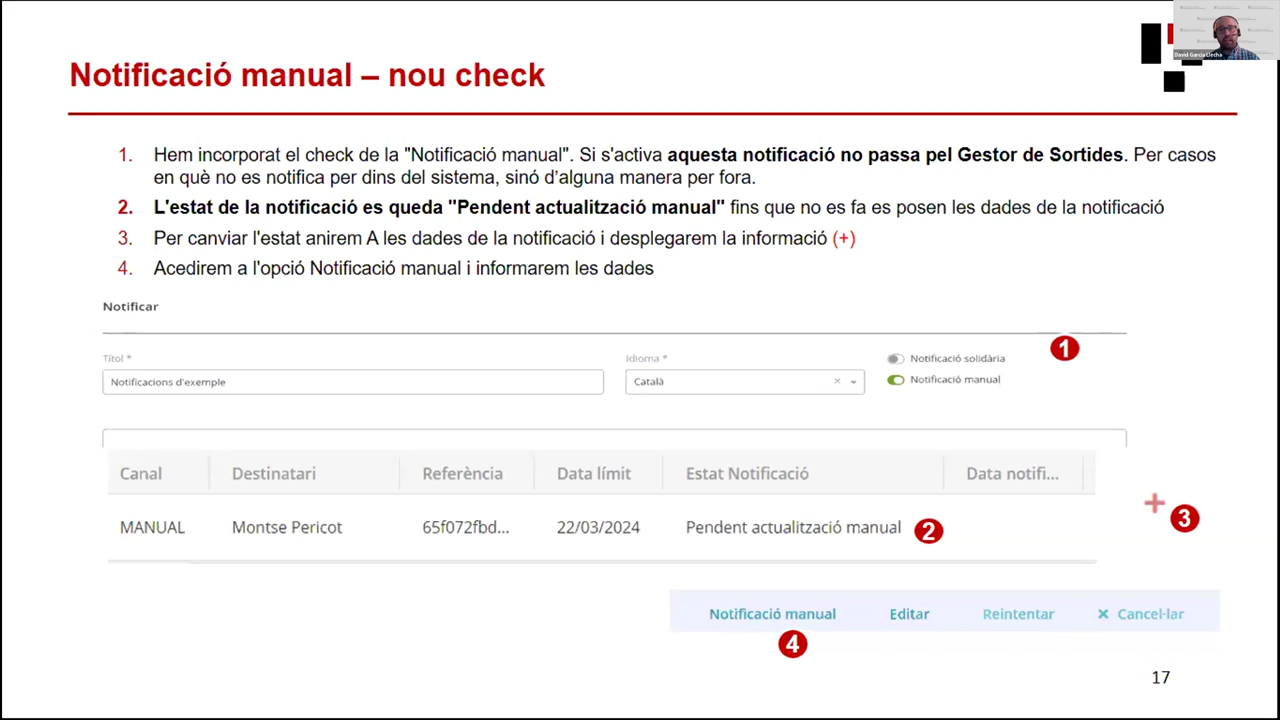 David Garcia Llecha
Notificació manual – nou check
1. Hem incorporat el check de la "Notificació manual". Si s'activa aquesta notificació no passa pel Gestor de Sortides. Per casos
en què no es notifica per dins del sistema, sinó d'alguna manera per fora.
2. L'estat de la notificació es queda "Pendent actualització manual" fins que no es fa es posen les dades de la notificació
3. Per canviar l'estat anirem A les dades de la notificació i desplegarem la informació (+)
4. Acedirem a l'opció Notificació manual i informarem les dades
Notificar
1
Títol * Idioma * Notificació solidària
Notificacions d'exemple Català × Notificació manual
Canal Destinatari Referència Data límit Estat Notificació Data notifi...
MANUAL Montse Pericot 65f072fbd... 22/03/2024 Pendent actualització manual 2
+ 3
Notificació manual Editar Reintentar × Cancel·lar
4
17